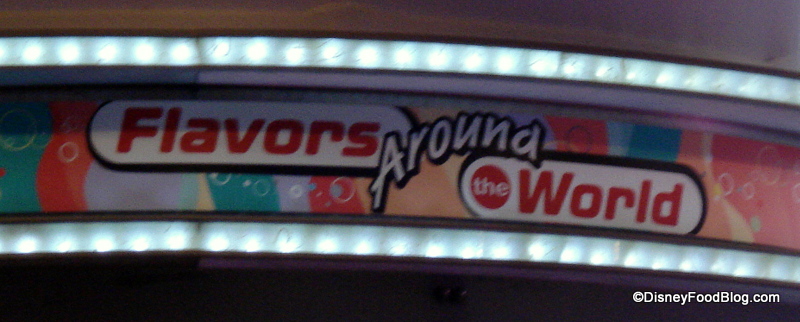 Flavors Around
the World
©DisneyFoodBlog.com